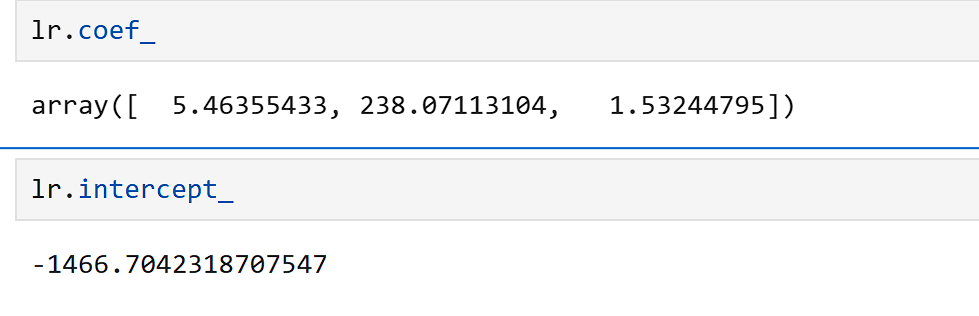 lr.coef_
array([  5.46355433, 238.07113104,   1.53244795])
lr.intercept_
-1466.7042318707547